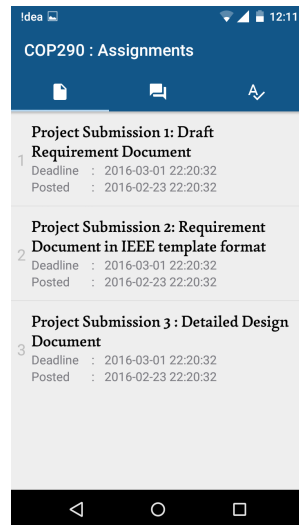 !dea 12:11
COP290 : Assignments
1 Project Submission 1: Draft
Requirement Document
Deadline : 2016-03-01 22:20:32
Posted : 2016-02-23 22:20:32
2 Project Submission 2: Requirement
Document in IEEE template format
Deadline : 2016-03-01 22:20:32
Posted : 2016-02-23 22:20:32
3 Project Submission 3 : Detailed Design
Document
Deadline : 2016-03-01 22:20:32
Posted : 2016-02-23 22:20:32